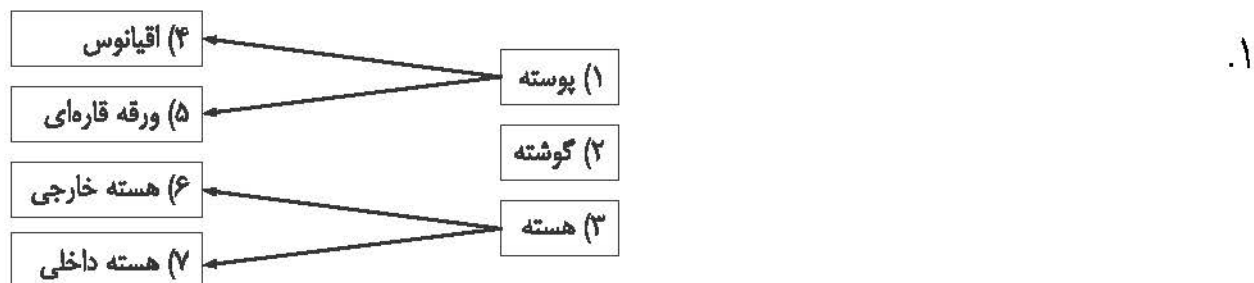 ۱.
۱) پوسته
۲) گوشته
۳) هسته
۴) اقیانوس
۵) ورقه قاره‌ای
۶) هسته خارجی
۷) هسته داخلی